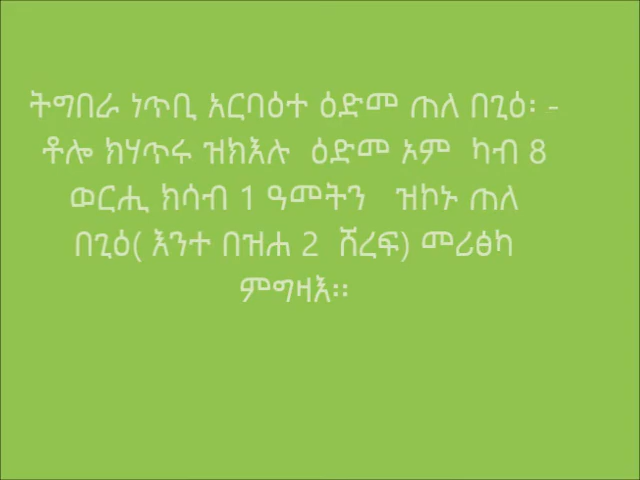 ትግበራ ነጥቢ አርባዕተ ዕድመ ጠለ በጊዕ፡ -
ቶሎ ክሃጥሩ ዝክእሉ ዕድመ ኦም ካብ 8
ወርሒ ክሳብ 1 ዓመትን ዝኮኑ ጠለ
በጊዕ( እንተ በዝሐ 2 ሸረፍ) መሪፅካ
ምግዛእ፡፡